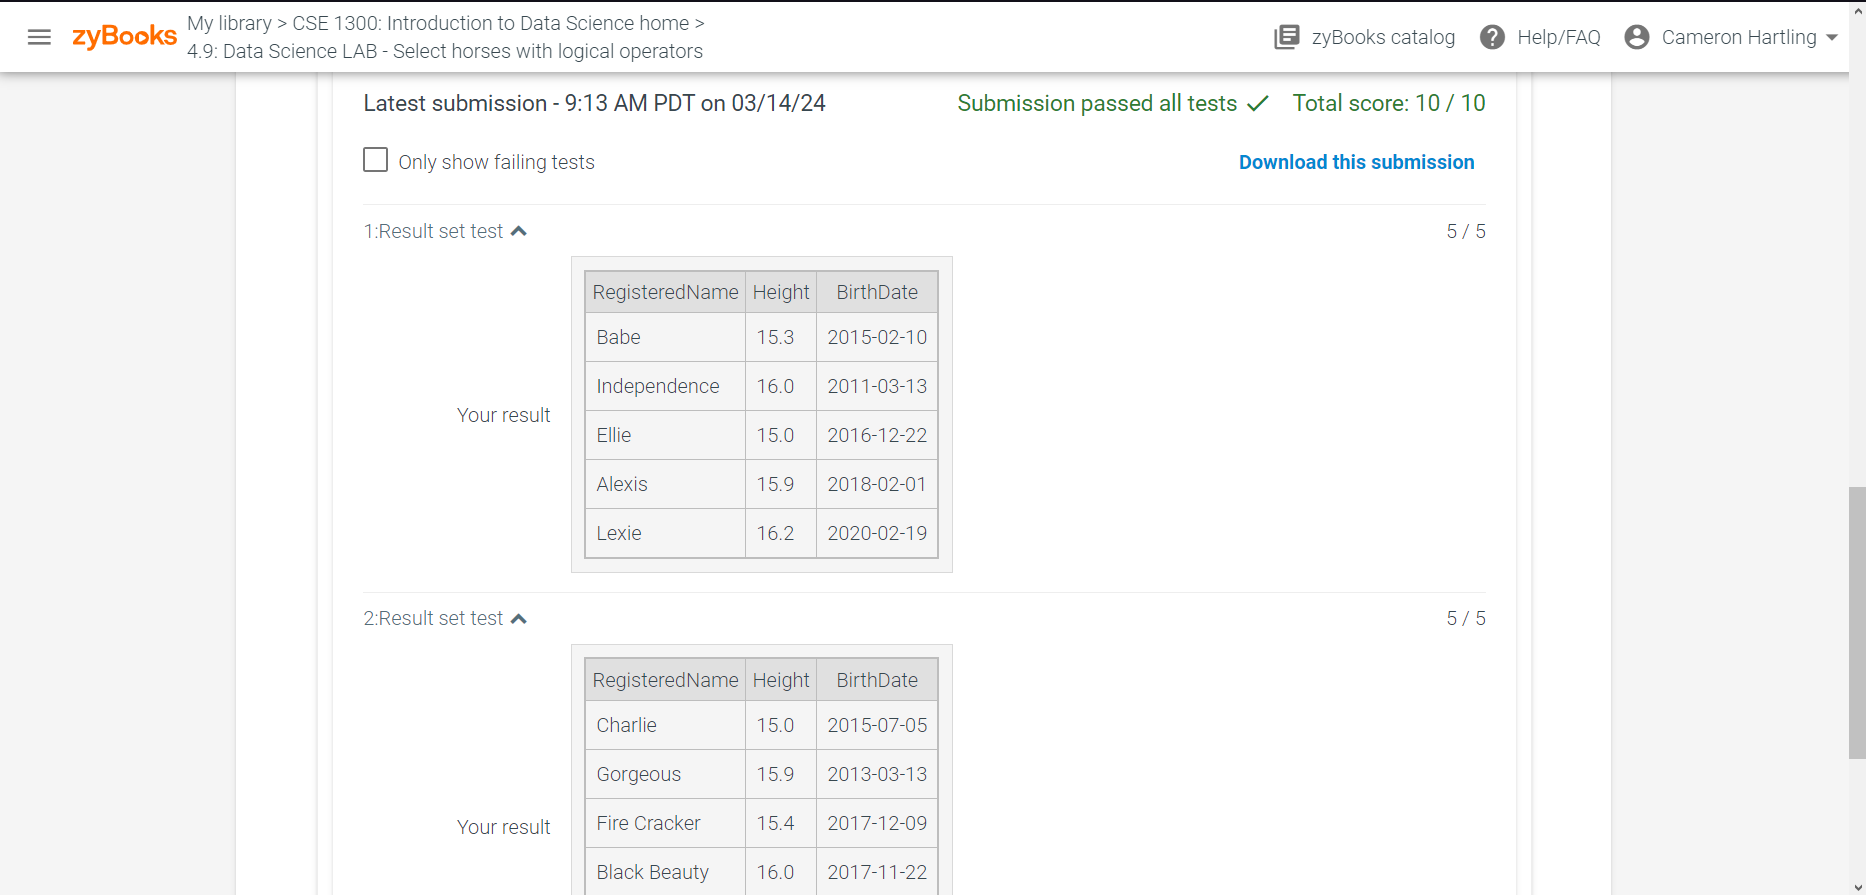 zyBooks
My library > CSE 1300: Introduction to Data Science home >
4.9: Data Science LAB - Select horses with logical operators
zyBooks catalog
Help/FAQ
Cameron Hartling
Latest submission - 9:13 AM PDT on 03/14/24
Submission passed all tests
Total score: 10 / 10
Only show failing tests
Download this submission
1:Result set test
5 / 5
Your result
RegisteredName Height BirthDate
Babe 15.3 2015-02-10
Independence 16.0 2011-03-13
Ellie 15.0 2016-12-22
Alexis 15.9 2018-02-01
Lexie 16.2 2020-02-19
2:Result set test
5 / 5
Your result
RegisteredName Height BirthDate
Charlie 15.0 2015-07-05
Gorgeous 15.9 2013-03-13
Fire Cracker 15.4 2017-12-09
Black Beauty 16.0 2017-11-22